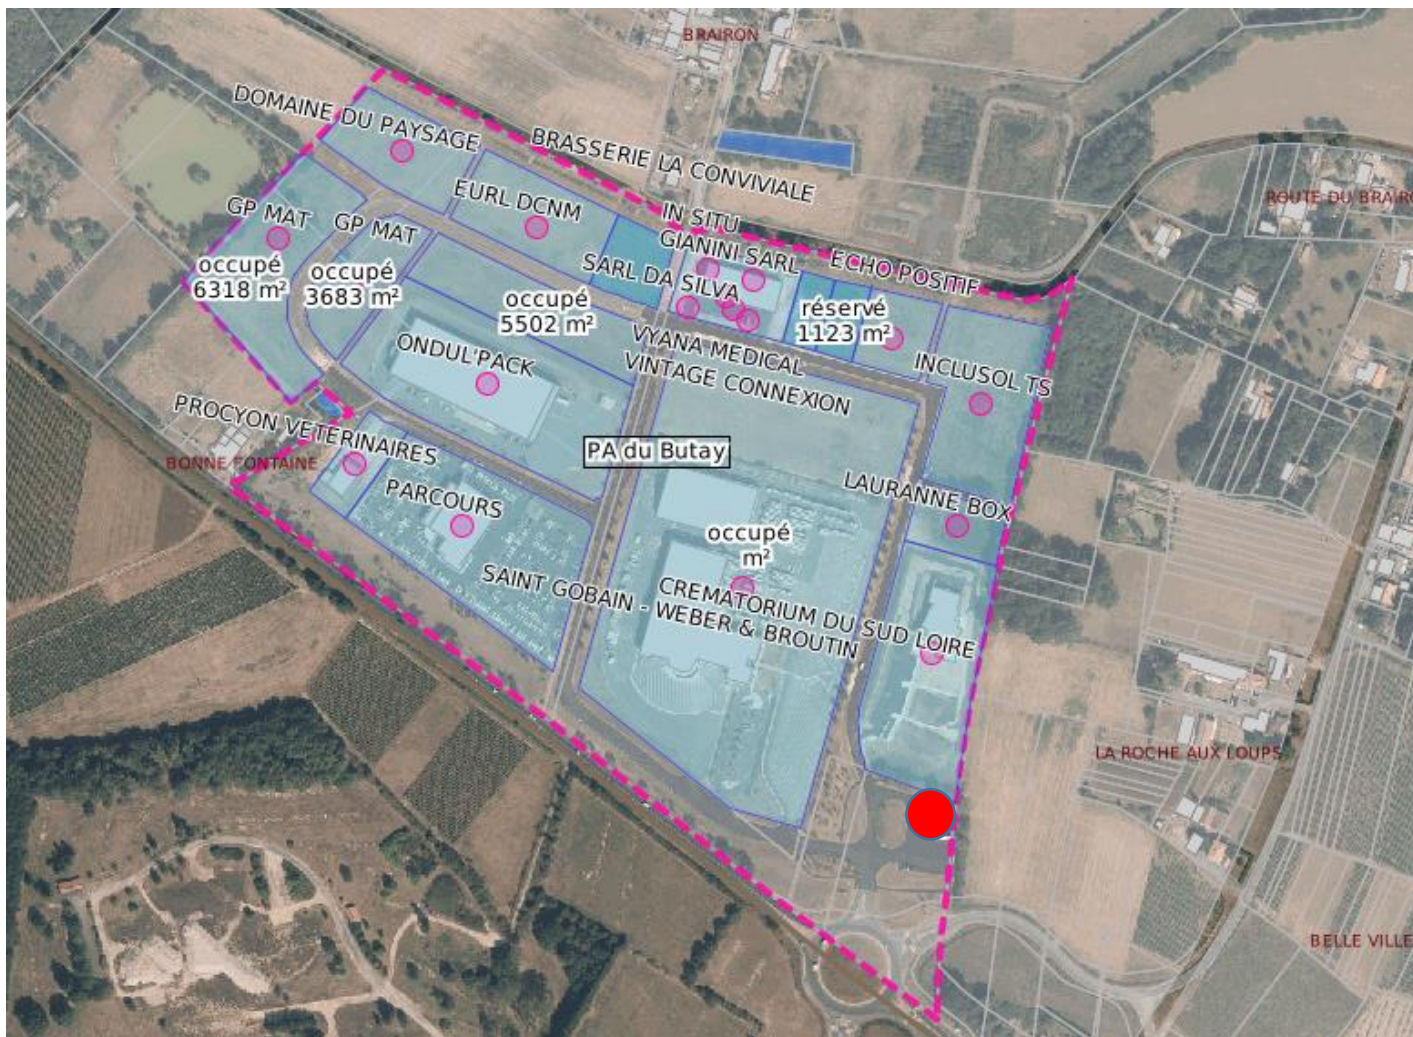 BRAIRON
DOMAINE DU PAYSAGE
BRASSERIE LA CONVIVIALE
ROUTE DU BRAIRO
EURL DCNM
IN SITU
GP MAT
GP MAT
GIANINI SARL
ECHO POSITIF
SARL DA SILVA
occupé
6318 m²
occupé
3683 m²
occupé
5502 m²
réservé
1123 m²
VYANA MEDICAL
ONDUL'PACK
VINTAGE CONNEXION
INCLUSOL TS
PROCYON VETERINAIRES
PA du Butay
BONNE FONTAINE
PARCOURS
LAURANNE BOX
occupé
m²
SAINT GOBAIN - WEBER & BROUTIN
CREMATORIUM DU SUD LOIRE
LA ROCHE AUX LOUPS
BELLE VILLE